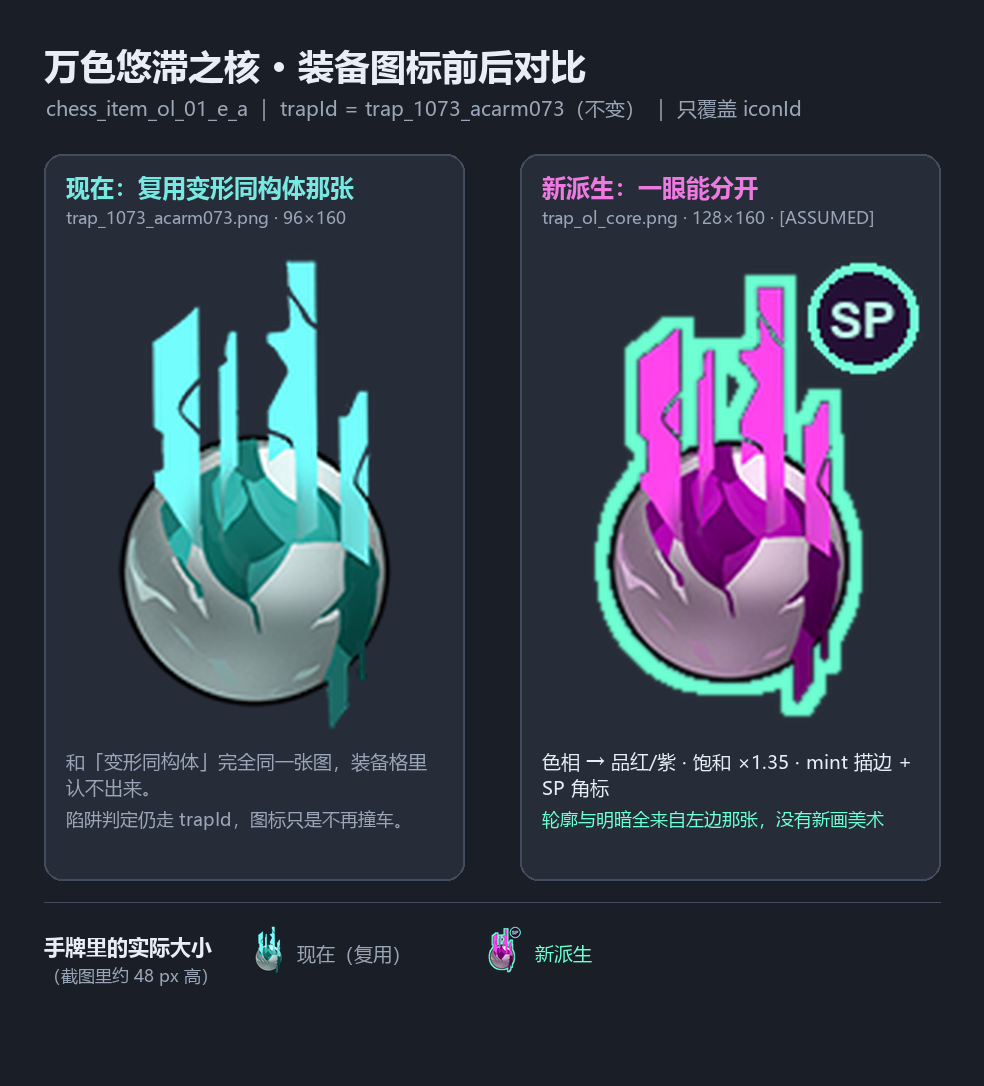 万色悠滞之核 · 装备图标前后对比
chess_item_ol_01_e_a | trapId = trap_1073_acarm073（不变） | 只覆盖 iconId
现在：复用变形同构体那张
trap_1073_acarm073.png · 96×160
新派生：一眼能分开
trap_ol_core.png · 128×160 · [ASSUMED]
SP
和「变形同构体」完全同一张图，装备格里
认不出来。
陷阱判定仍走 trapId，图标只是不再撞车。
色相 → 品红/紫 · 饱和 ×1.35 · mint 描边 +
SP 角标
轮廓与明暗全来自左边那张，没有新画美术
手牌里的实际大小
（截图里约 48 px 高）
现在（复用）
SP
新派生